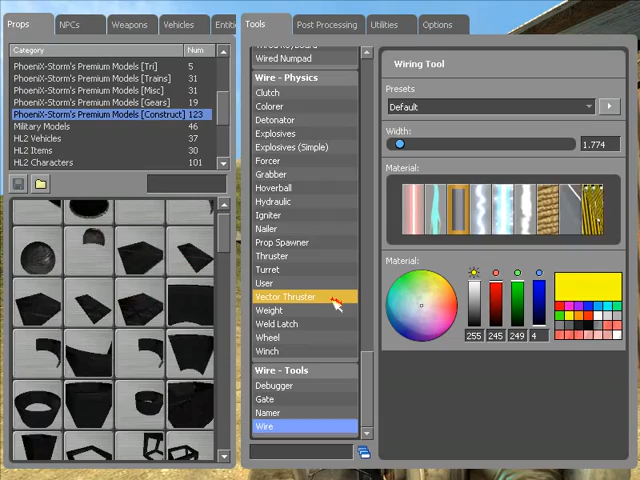 Props
NPCs
Weapons
Vehicles
Entiti
Category
Num
PhoeniX-Storm's Premium Models [Tri] 5
PhoeniX-Storm's Premium Models [Trains] 31
PhoeniX-Storm's Premium Models [Misc] 31
PhoeniX-Storm's Premium Models [Gears] 19
PhoeniX-Storm's Premium Models [Construct] 123
Military Models 46
HL2 Vehicles 37
HL2 Items 30
HL2 Characters 101
Tools
Post Processing
Utilities
Options
Wired Numpad
Wire - Physics
Clutch
Colorer
Detonator
Explosives
Explosives (Simple)
Forcer
Grabber
Hoverball
Hydraulic
Igniter
Nailer
Prop Spawner
Thruster
Turret
User
Vector Thruster
Weight
Weld Latch
Wheel
Winch
Wire - Tools
Debugger
Gate
Namer
Wire
Wiring Tool
Presets
Default
Width:
1.774
Material:
Material:
255 245 249 4